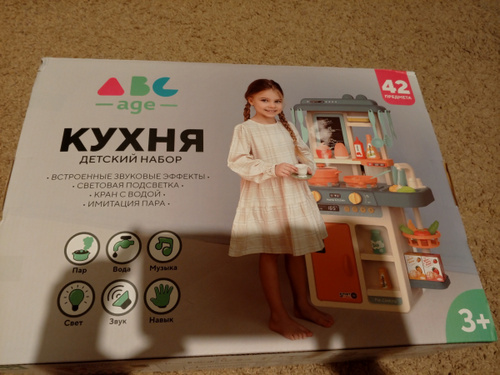 ABC
age
42
ПРЕДМЕТА
КУХНЯ
ДЕТСКИЙ НАБОР
• ВСТРОЕННЫЕ ЗВУКОВЫЕ ЭФФЕКТЫ •
• СВЕТОВАЯ ПОДСВЕТКА •
• КРАН С ВОДОЙ •
• ИМИТАЦИЯ ПАРА •
Пар Вода Музыка
Свет Звук Навык
3+